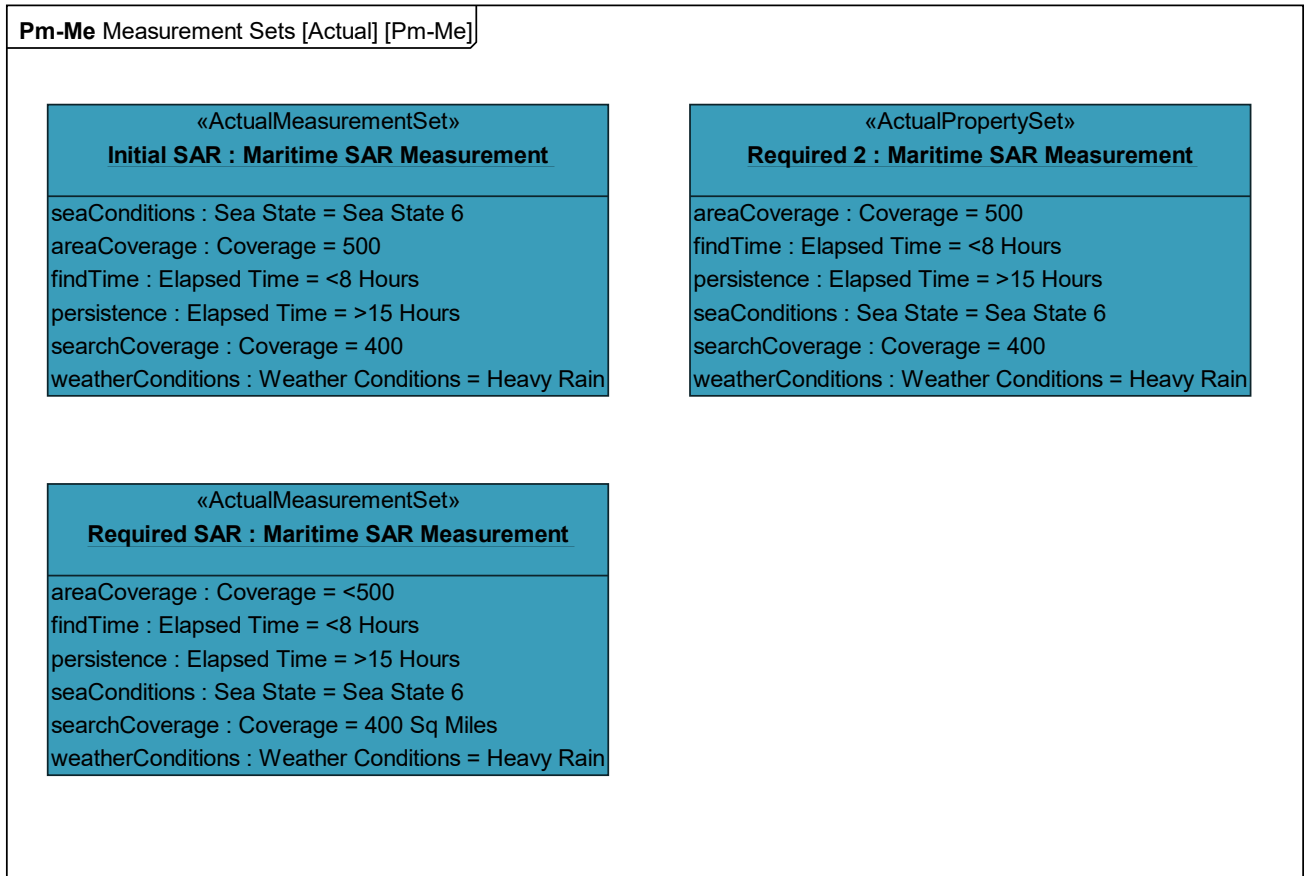 Pm-Me Measurement Sets [Actual] [Pm-Me]
«ActualMeasurementSet»
Initial SAR : Maritime SAR Measurement
seaConditions : Sea State = Sea State 6
areaCoverage : Coverage = 500
findTime : Elapsed Time = <8 Hours
persistence : Elapsed Time = >15 Hours
searchCoverage : Coverage = 400
weatherConditions : Weather Conditions = Heavy Rain
«ActualPropertySet»
Required 2 : Maritime SAR Measurement
areaCoverage : Coverage = 500
findTime : Elapsed Time = <8 Hours
persistence : Elapsed Time = >15 Hours
seaConditions : Sea State = Sea State 6
searchCoverage : Coverage = 400
weatherConditions : Weather Conditions = Heavy Rain
«ActualMeasurementSet»
Required SAR : Maritime SAR Measurement
areaCoverage : Coverage = <500
findTime : Elapsed Time = <8 Hours
persistence : Elapsed Time = >15 Hours
seaConditions : Sea State = Sea State 6
searchCoverage : Coverage = 400 Sq Miles
weatherConditions : Weather Conditions = Heavy Rain